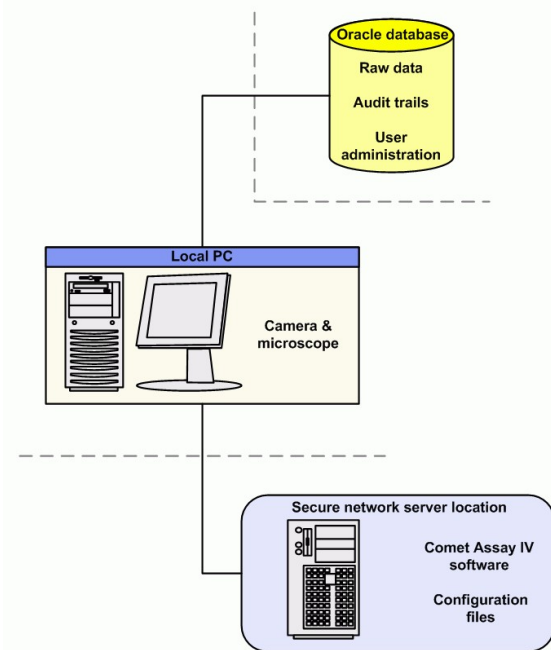 Oracle database
Raw data
Audit trails
User
administration
Local PC
Camera &
microscope
Secure network server location
Comet Assay IV
software
Configuration
files